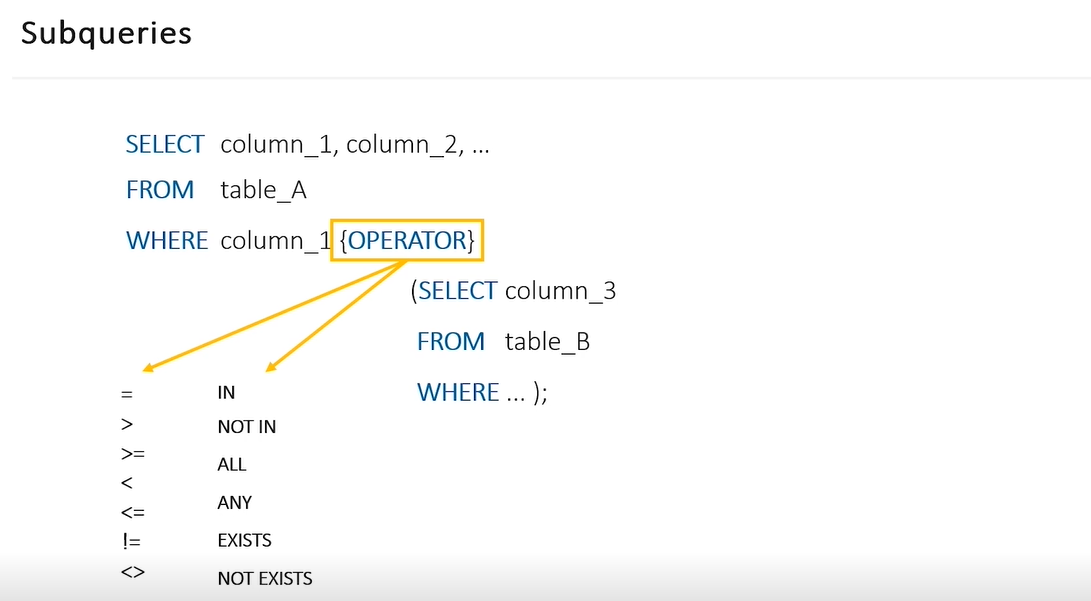 Subqueries
SELECT column_1, column_2, ...
FROM table_A
WHERE column_1 {OPERATOR}
(SELECT column_3
FROM table_B
WHERE ... );
= IN
> NOT IN
>= ALL
< ANY
<= EXISTS
!= NOT EXISTS
<>